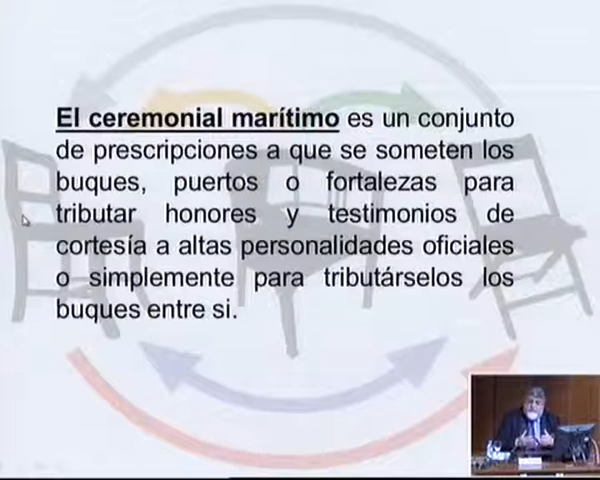 El ceremonial marítimo es un conjunto
de prescripciones a que se someten los
buques, puertos o fortalezas para
tributar honores y testimonios de
cortesía a altas personalidades oficiales
o simplemente para tributárselos los
buques entre si.